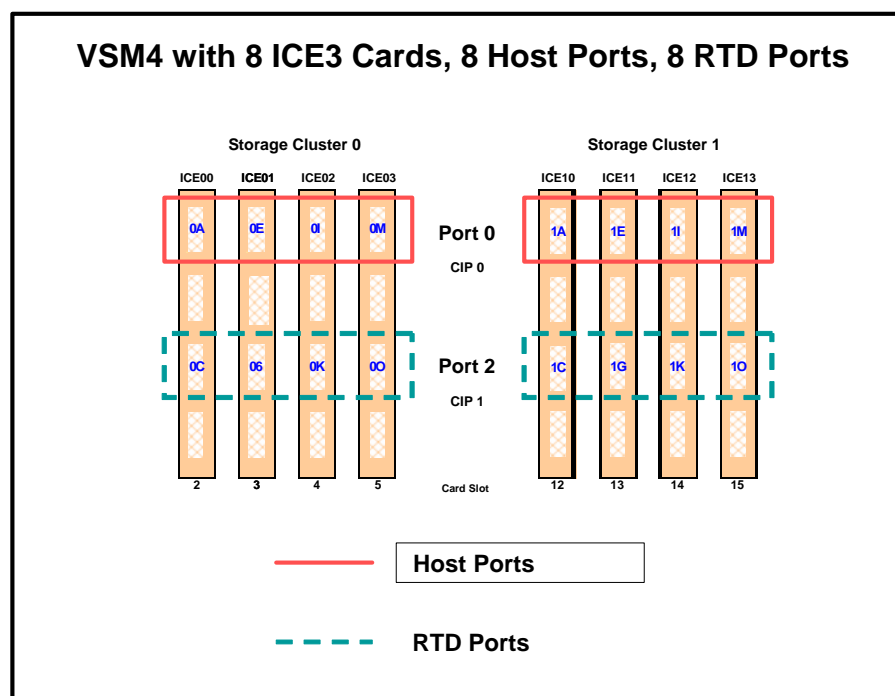 VSM4 with 8 ICE3 Cards, 8 Host Ports, 8 RTD Ports
Storage Cluster 0 Storage Cluster 1
ICE00 ICE01 ICE02 ICE03 ICE10 ICE11 ICE12 ICE13
0A 0E 0I 0M Port 0 1A 1E 1I 1M
CIP 0
0C 06 0K 0O Port 2 1C 1G 1K 1O
CIP 1
2 3 4 5 Card Slot 12 13 14 15
Host Ports
RTD Ports